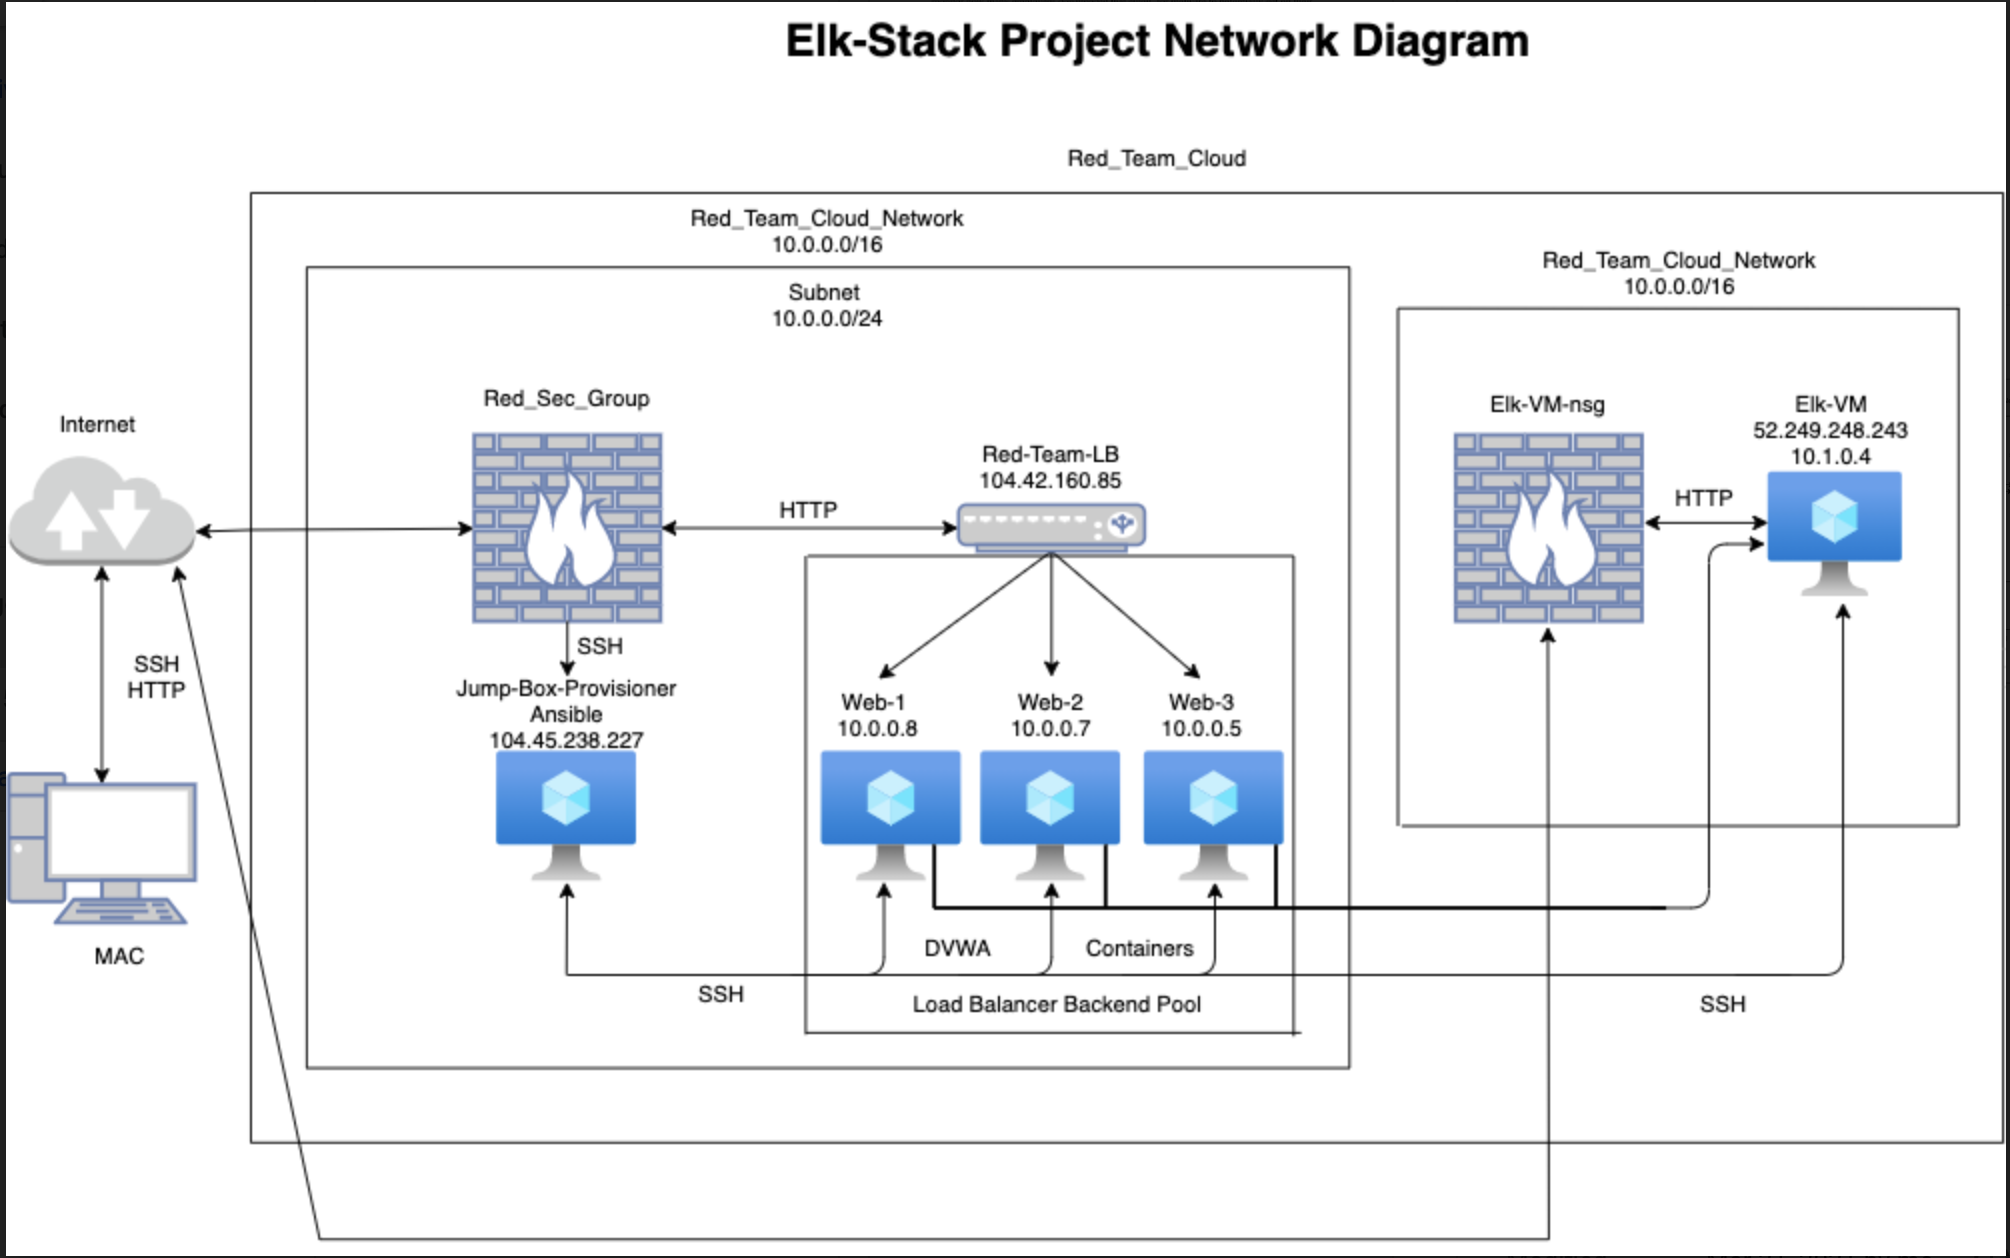 Elk-Stack Project Network Diagram
Red_Team_Cloud
Red_Team_Cloud_Network
10.0.0.0/16
Subnet
10.0.0.0/24
Red_Team_Cloud_Network
10.0.0.0/16
Internet
Red_Sec_Group
HTTP
Red-Team-LB
104.42.160.85
Elk-VM-nsg
HTTP
Elk-VM
52.249.248.243
10.1.0.4
SSH
HTTP
SSH
Jump-Box-Provisioner
Ansible
104.45.238.227
Web-1
10.0.0.8
Web-2
10.0.0.7
Web-3
10.0.0.5
MAC
DVWA
Containers
SSH
Load Balancer Backend Pool
SSH